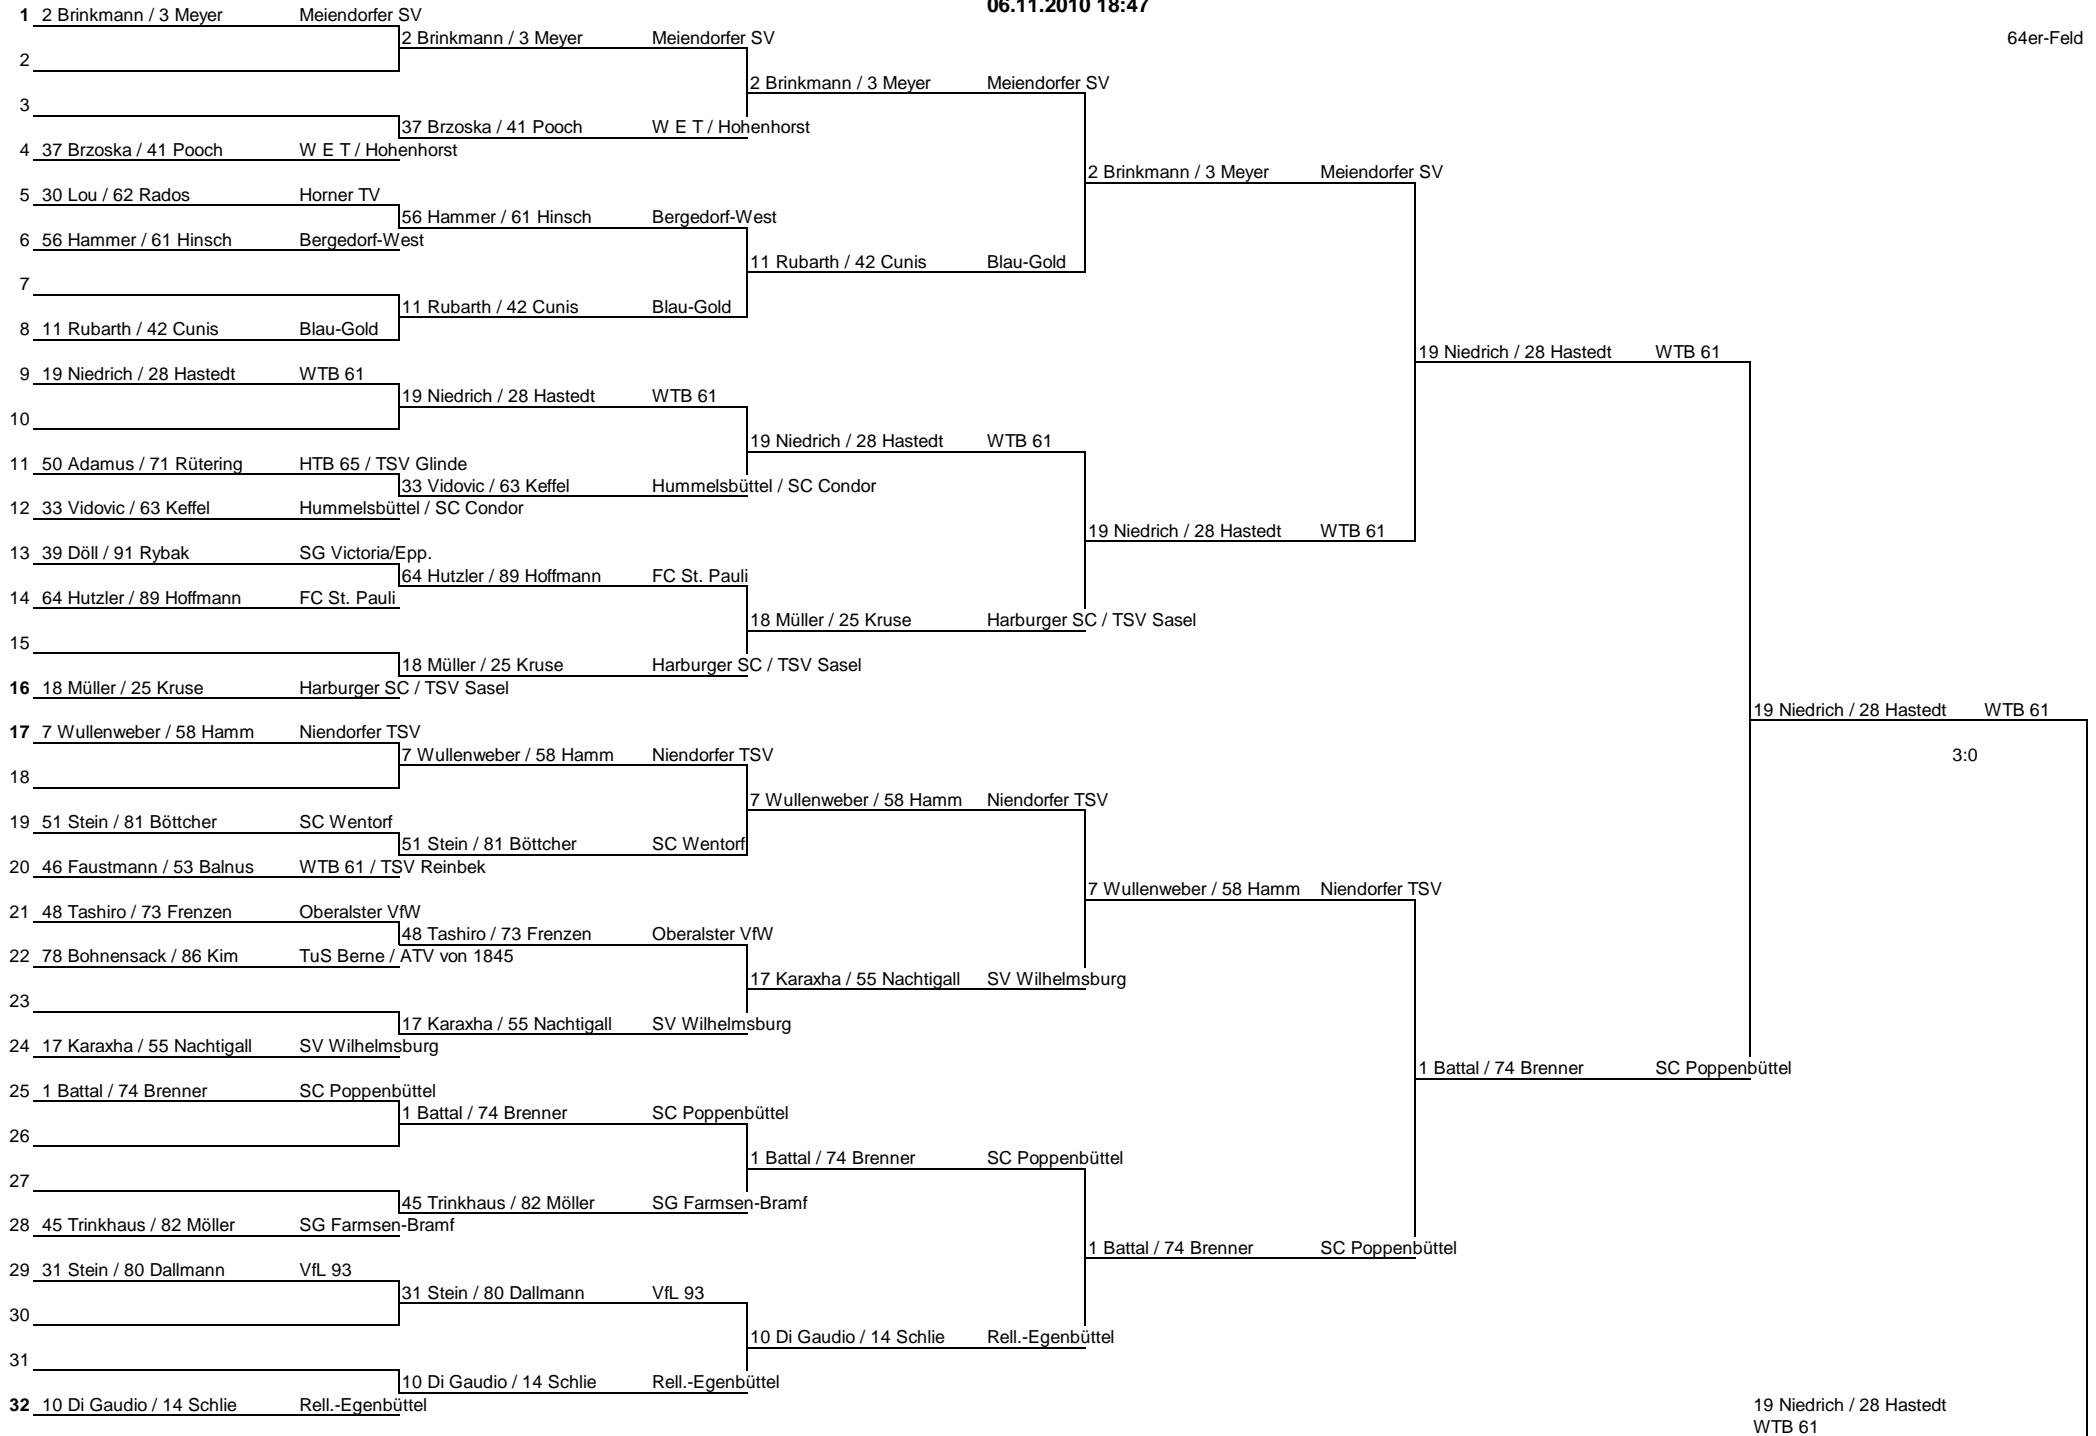 06.11.2010 18:47
1 2 Brinkmann / 3 Meyer Meiendorfer SV
2 Brinkmann / 3 Meyer Meiendorfer SV 64er-Feld
2
2 Brinkmann / 3 Meyer Meiendorfer SV
3
37 Brzoska / 41 Pooch W E T / Hohenhorst
4 37 Brzoska / 41 Pooch W E T / Hohenhorst
2 Brinkmann / 3 Meyer Meiendorfer SV
5 30 Lou / 62 Rados Horner TV
56 Hammer / 61 Hinsch Bergedorf-West
6 56 Hammer / 61 Hinsch Bergedorf-West
11 Rubarth / 42 Cunis Blau-Gold
7
11 Rubarth / 42 Cunis Blau-Gold
8 11 Rubarth / 42 Cunis Blau-Gold
19 Niedrich / 28 Hastedt WTB 61
9 19 Niedrich / 28 Hastedt WTB 61
19 Niedrich / 28 Hastedt WTB 61
10
19 Niedrich / 28 Hastedt WTB 61
11 50 Adamus / 71 Rütering HTB 65 / TSV Glinde
33 Vidovic / 63 Keffel Hummelsbüttel / SC Condor
12 33 Vidovic / 63 Keffel Hummelsbüttel / SC Condor
19 Niedrich / 28 Hastedt WTB 61
13 39 Döll / 91 Rybak SG Victoria/Epp.
64 Hutzler / 89 Hoffmann FC St. Pauli
14 64 Hutzler / 89 Hoffmann FC St. Pauli
18 Müller / 25 Kruse Harburger SC / TSV Sasel
15
18 Müller / 25 Kruse Harburger SC / TSV Sasel
16 18 Müller / 25 Kruse Harburger SC / TSV Sasel
19 Niedrich / 28 Hastedt WTB 61
17 7 Wullenweber / 58 Hamm Niendorfer TSV
7 Wullenweber / 58 Hamm Niendorfer TSV 3:0
18
7 Wullenweber / 58 Hamm Niendorfer TSV
19 51 Stein / 81 Böttcher SC Wentorf
51 Stein / 81 Böttcher SC Wentorf
20 46 Faustmann / 53 Balnus WTB 61 / TSV Reinbek
7 Wullenweber / 58 Hamm Niendorfer TSV
21 48 Tashiro / 73 Frenzen Oberalster VfW
48 Tashiro / 73 Frenzen Oberalster VfW
22 78 Bohnensack / 86 Kim TuS Berne / ATV von 1845
17 Karaxha / 55 Nachtigall SV Wilhelmsburg
23
17 Karaxha / 55 Nachtigall SV Wilhelmsburg
24 17 Karaxha / 55 Nachtigall SV Wilhelmsburg
1 Battal / 74 Brenner SC Poppenbüttel
25 1 Battal / 74 Brenner SC Poppenbüttel
1 Battal / 74 Brenner SC Poppenbüttel
26
1 Battal / 74 Brenner SC Poppenbüttel
27
45 Trinkhaus / 82 Möller SG Farmsen-Bramf
28 45 Trinkhaus / 82 Möller SG Farmsen-Bramf
1 Battal / 74 Brenner SC Poppenbüttel
29 31 Stein / 80 Dallmann VfL 93
31 Stein / 80 Dallmann VfL 93
30
10 Di Gaudio / 14 Schlie Rell.-Egenbüttel
31
10 Di Gaudio / 14 Schlie Rell.-Egenbüttel
32 10 Di Gaudio / 14 Schlie Rell.-Egenbüttel 19 Niedrich / 28 Hastedt
WTB 61